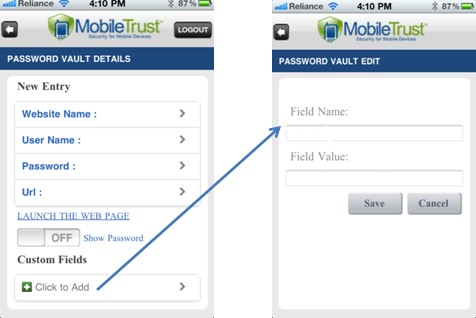 Reliance 4:10 PM 87%
MobileTrust™
Security for Mobile Devices
LOGOUT
PASSWORD VAULT DETAILS
New Entry
Website Name :
User Name :
Password :
Url :
LAUNCH THE WEB PAGE
OFF Show Password
Custom Fields
Click to Add
Reliance 4:10 PM 87%
MobileTrust™
Security for Mobile Devices
PASSWORD VAULT EDIT
Field Name:
Field Value:
Save Cancel